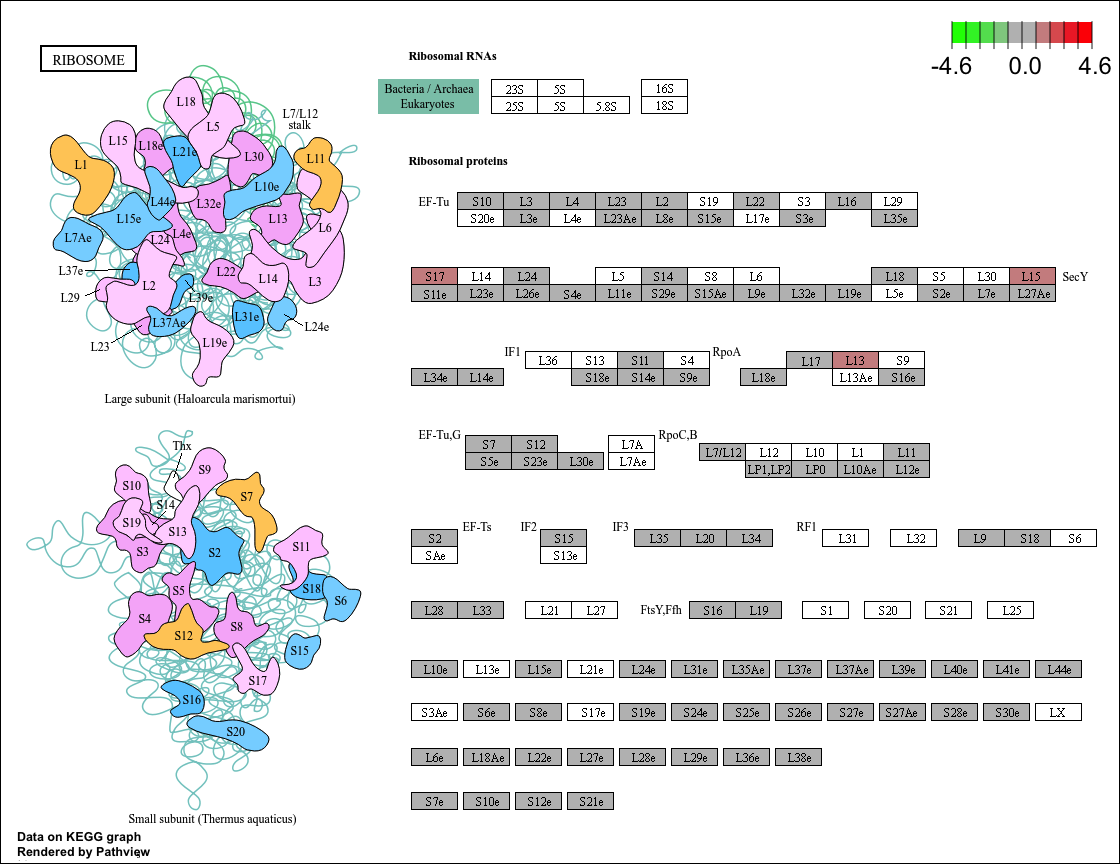 RIBOSOME
-4.6 0.0 4.6
Ribosomal RNAs
Bacteria / Archaea
Eukaryotes
23S 5S 16S
25S 5S 5.8S 18S
Ribosomal proteins
EF-Tu
S10 L3 L4 L23 L2 S19 L22 S3 L16 L29
S20e L3e L4e L23Ae L8e S15e L17e S3e L35e
S17 L14 L24 L5 S14 S8 L6 L18 S5 L30 L15 SecY
S11e L23e L26e S4e L11e S29e S15Ae L9e L32e L19e L5e S2e L7e L27Ae
IF1 L36 S13 S11 S4 RpoA L17 L13 S9
L34e L14e S18e S14e S9e L18e L13Ae S16e
EF-Tu,G S7 S12 L7A RpoC,B L7/L12 L12 L10 L1 L11
S5e S23e L30e L7Ae LP1,LP2 LP0 L10Ae L12e
S2 EF-Ts IF2 S15 IF3 L35 L20 L34 RF1 L31 L32 L9 S18 S6
SAe S13e
L28 L33 L21 L27 FtsY,Ffh S16 L19 S1 S20 S21 L25
L10e L13e L15e L21e L24e L31e L35Ae L37e L37Ae L39e L40e L41e L44e
S3Ae S6e S8e S17e S19e S24e S25e S26e S27e S27Ae S28e S30e LX
L6e L18Ae L22e L27e L28e L29e L36e L38e
S7e S10e S12e S21e
L18
L5
L7/L12
stalk
L15
L18e
L21e
L30
L11
L1
L10e
L44e
L32e
L15e
L13
L6
L7Ae
L24
L4e
L37e
L22
L14
L3
L2
L29
L39e
L37Ae
L31e
L24e
L23
L19e
Large subunit (Haloarcula marismortui)
Thx
S9
S10
S7
S14
S19
S13
S3
S2
S11
S5
S18
S6
S4
S12
S8
S15
S17
S16
S20
Small subunit (Thermus aquaticus)
Data on KEGG graph
Rendered by Pathview